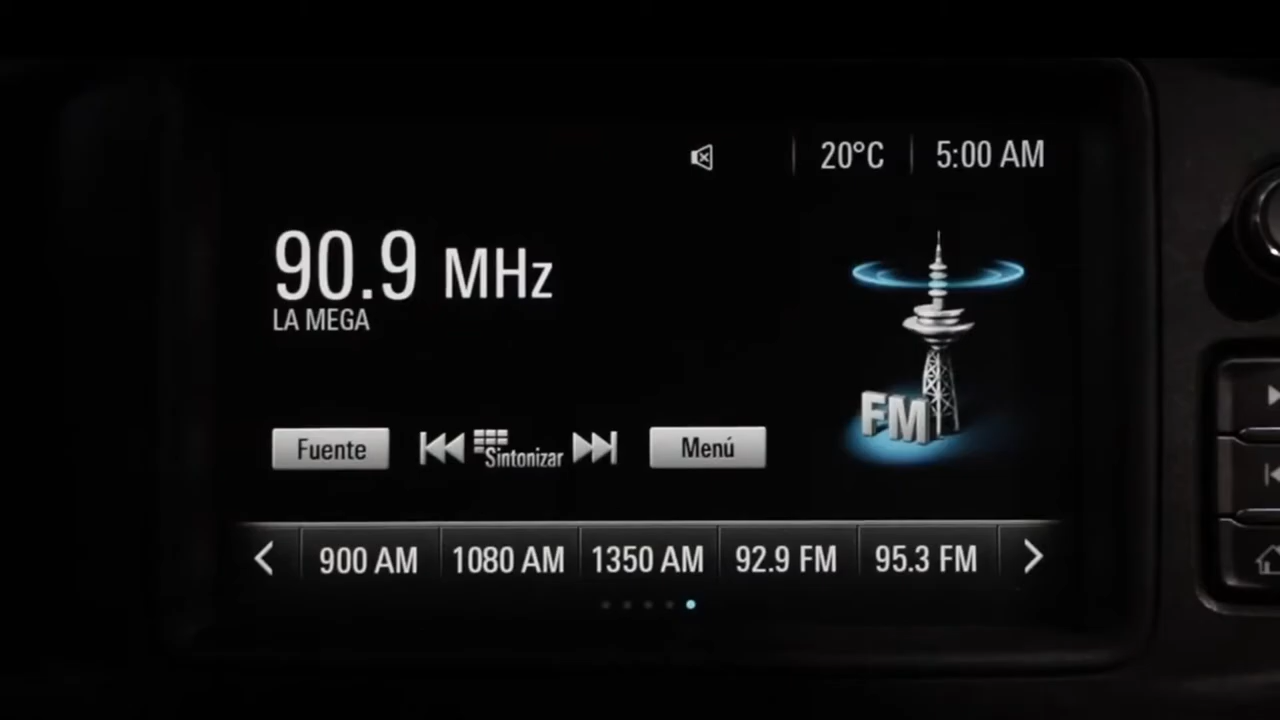 20°C
5:00 AM
90.9 MHz
LA MEGA
FM
Fuente
Sintonizar
Menú
900 AM
1080 AM
1350 AM
92.9 FM
95.3 FM